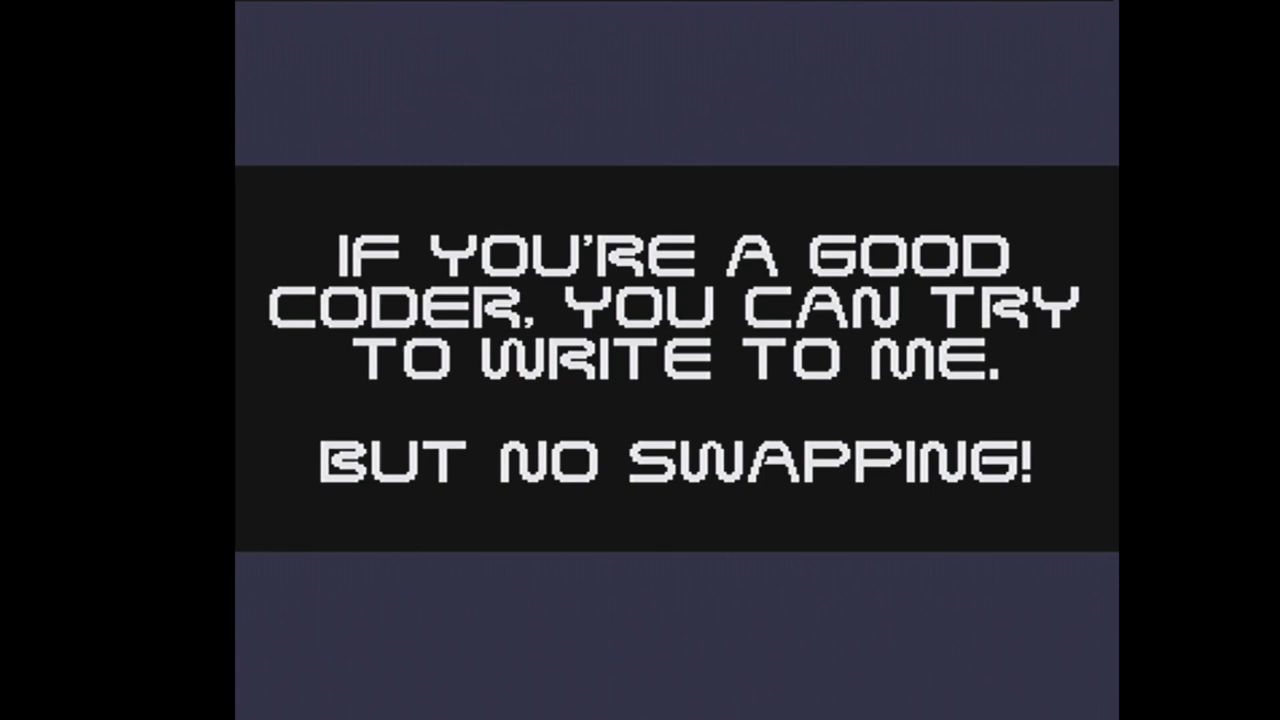 IF YOU'RE A GOOD
CODER, YOU CAN TRY
TO WRITE TO ME.
BUT NO SWAPPING!